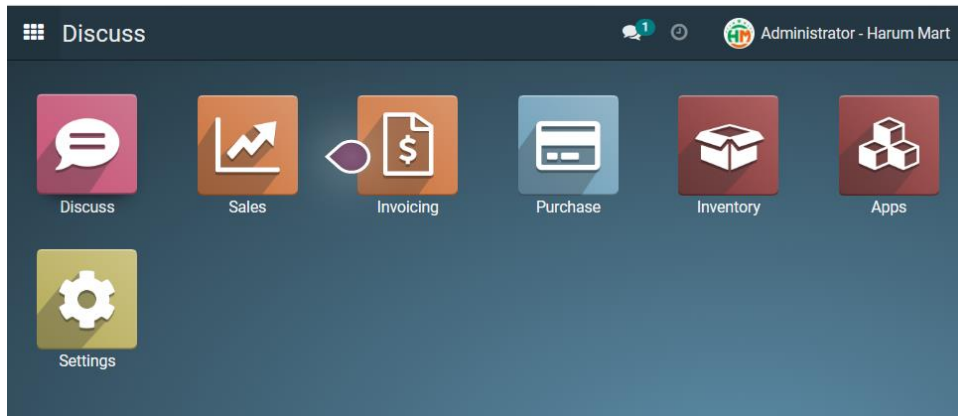 Discuss
1
HM
Administrator - Harum Mart
$
Discuss
Sales
Invoicing
Purchase
Inventory
Apps
Settings